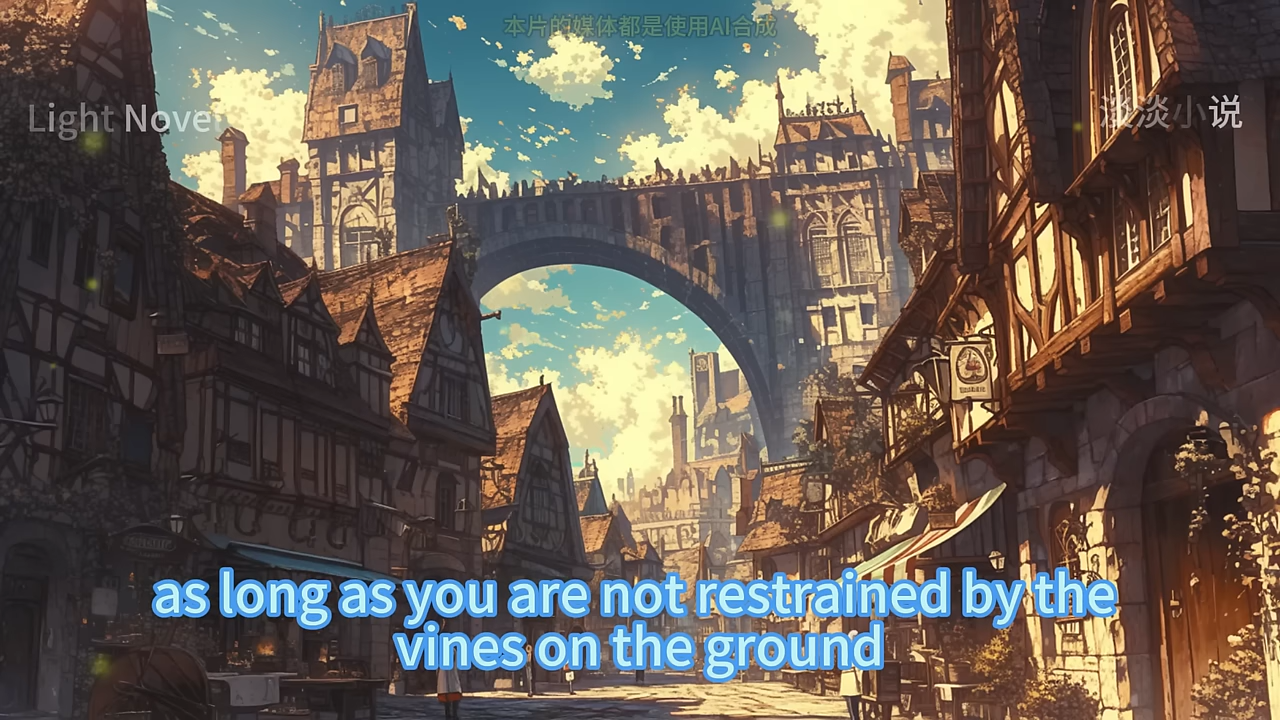 本片的媒体都是使用AI合成
Light Nove
淡淡小说
as long as you are not restrained by the
vines on the ground